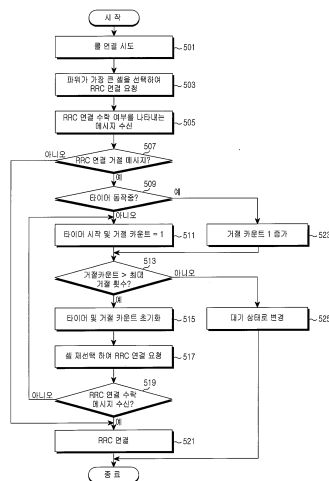 시 작
콜 연결 시도
501
파워가 가장 큰 셀을 선택하여
RRC 연결 요청
503
RRC 연결 수락 여부를 나타내는
메시지 수신
505
507
아니오
RRC 연결 거절 메시지?
예
509
타이머 동작중?
예
아니오
타이머 시작 및 거절 카운트 = 1
511
거절 카운트 1 증가
523
513
거절카운트 > 최대
거절 횟수?
아니오
예
타이머 및 거절 카운트 초기화
515
대기 상태로 변경
525
셀 재선택 하여 RRC 연결 요청
517
519
아니오
RRC 연결 수락
메시지 수신?
예
RRC 연결
521
종 료